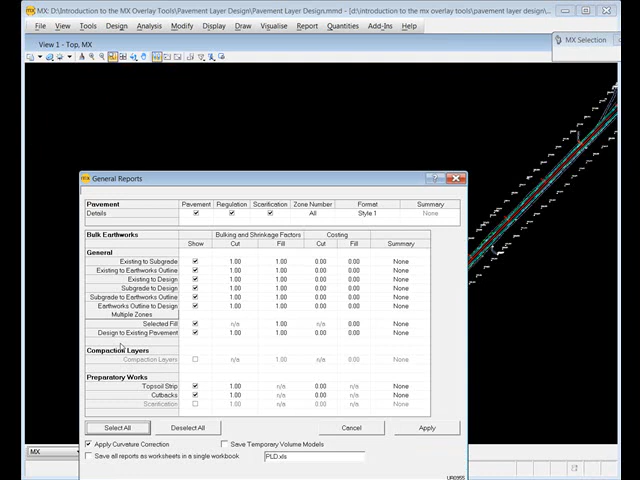 MX: D:\Introduction to the MX Overlay Tools\Pavement Layer Design\Pavement Layer Design.mmd - [d:\introduction to the mx overlay tools\pavement layer design\...
File View Tools Design Analysis Modify Display Draw Visualise Report Quantities Add-Ins Help
View 1 - Top, MX
MX Selection
General Reports
Pavement Pavement Regulation Scarification Zone Number Format Summary
Details All Style 1 None
Bulk Earthworks Bulking and Shrinkage Factors Costing
Show Cut Fill Cut Fill Summary
General
Existing to Subgrade 1.00 1.00 0.00 0.00 None
Existing to Earthworks Outline 1.00 1.00 0.00 0.00 None
Existing to Design 1.00 1.00 0.00 0.00 None
Subgrade to Design 1.00 1.00 0.00 0.00 None
Subgrade to Earthworks Outline 1.00 1.00 0.00 0.00 None
Earthworks Outline to Design 1.00 1.00 0.00 0.00 None
Multiple Zones
Selected Fill n/a 1.00 n/a 0.00 None
Design to Existing Pavement 1.00 1.00 0.00 0.00 None
Compaction Layers
Compaction Layers n/a 1.00 n/a 0.00 None
Preparatory Works
Topsoil Strip 1.00 n/a 0.00 n/a None
Cutbacks 1.00 n/a 0.00 n/a None
Scarification 1.00 n/a 0.00 n/a None
Select All Deselect All Cancel Apply
Apply Curvature Correction Save Temporary Volume Models
Save all reports as worksheets in a single workbook PLD.xls
MX